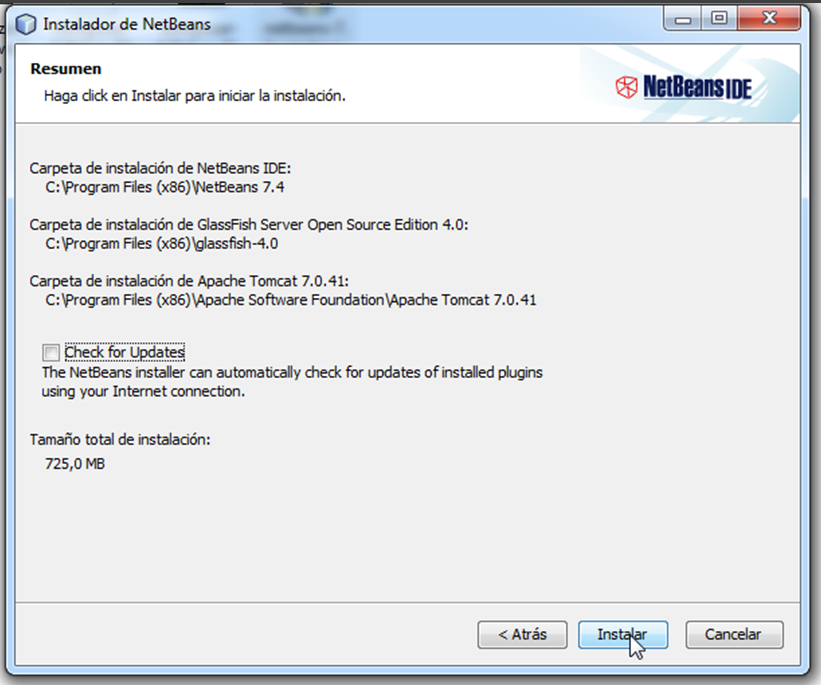 Instalador de NetBeans
Resumen
Haga click en Instalar para iniciar la instalación.
NetBeans IDE
Carpeta de instalación de NetBeans IDE:
C:\Program Files (x86)\NetBeans 7.4
Carpeta de instalación de GlassFish Server Open Source Edition 4.0:
C:\Program Files (x86)\glassfish-4.0
Carpeta de instalación de Apache Tomcat 7.0.41:
C:\Program Files (x86)\Apache Software Foundation\Apache Tomcat 7.0.41
Check for Updates
The NetBeans installer can automatically check for updates of installed plugins
using your Internet connection.
Tamaño total de instalación:
725,0 MB
< Atrás
Instalar
Cancelar